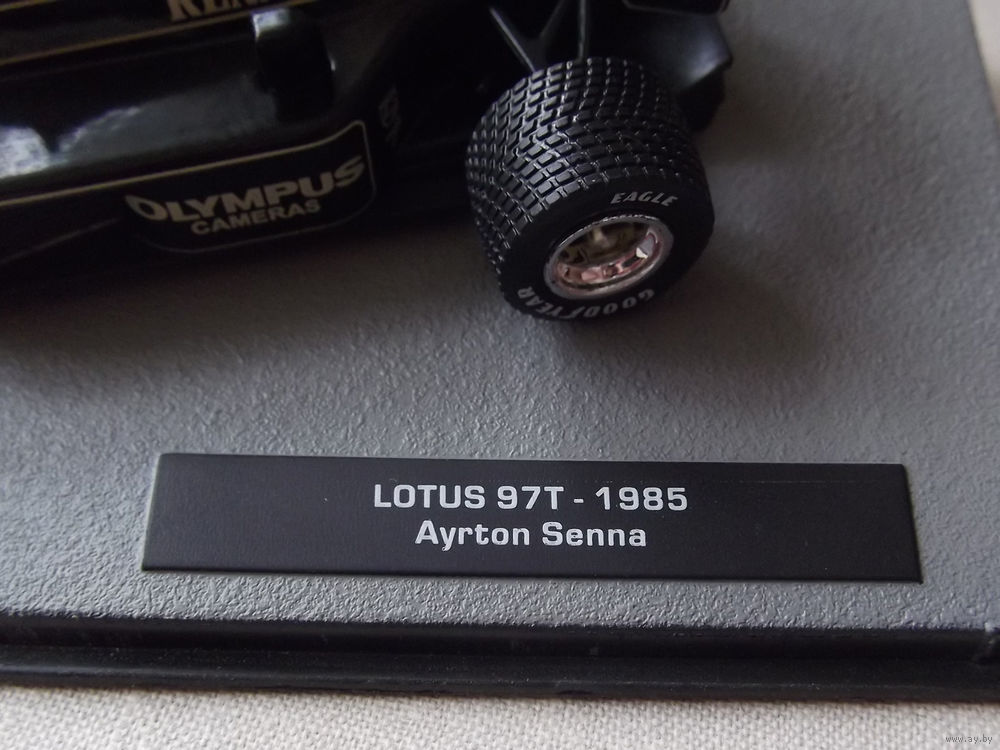 OLYMPUS
CAMERAS
EAGLE
GOODYEAR
LOTUS 97T - 1985
Ayrton Senna
www.ay.by